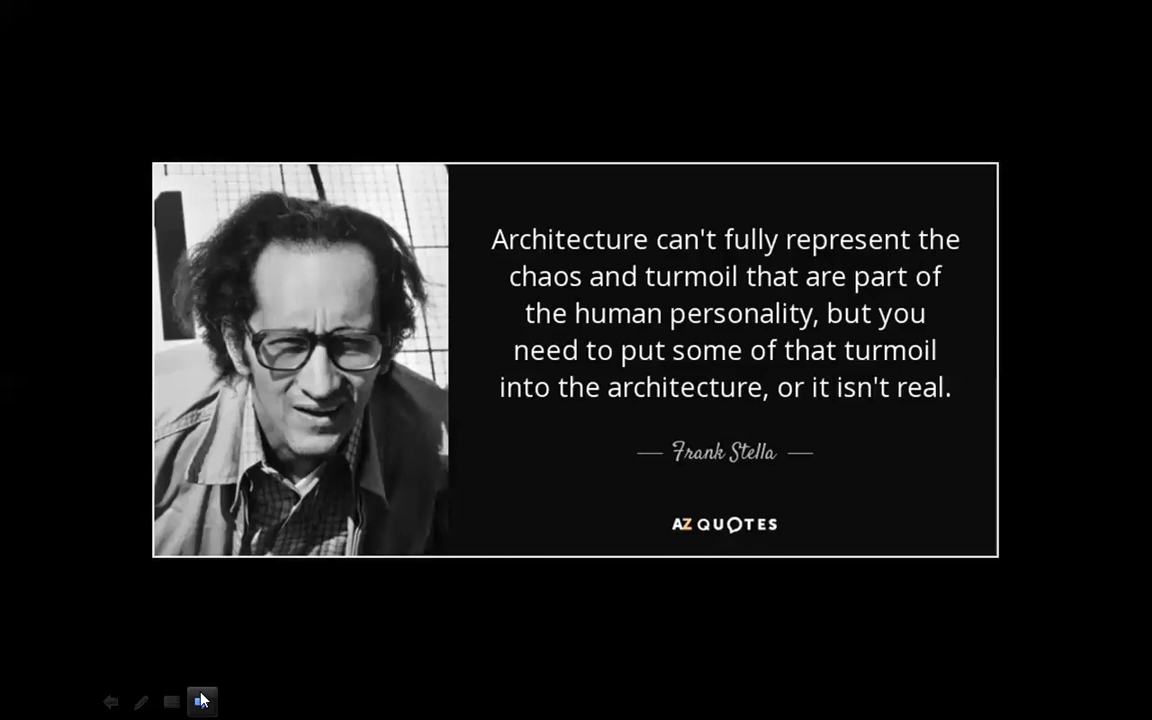 Architecture can't fully represent the
chaos and turmoil that are part of
the human personality, but you
need to put some of that turmoil
into the architecture, or it isn't real.
— Frank Stella —
AZ QUOTES